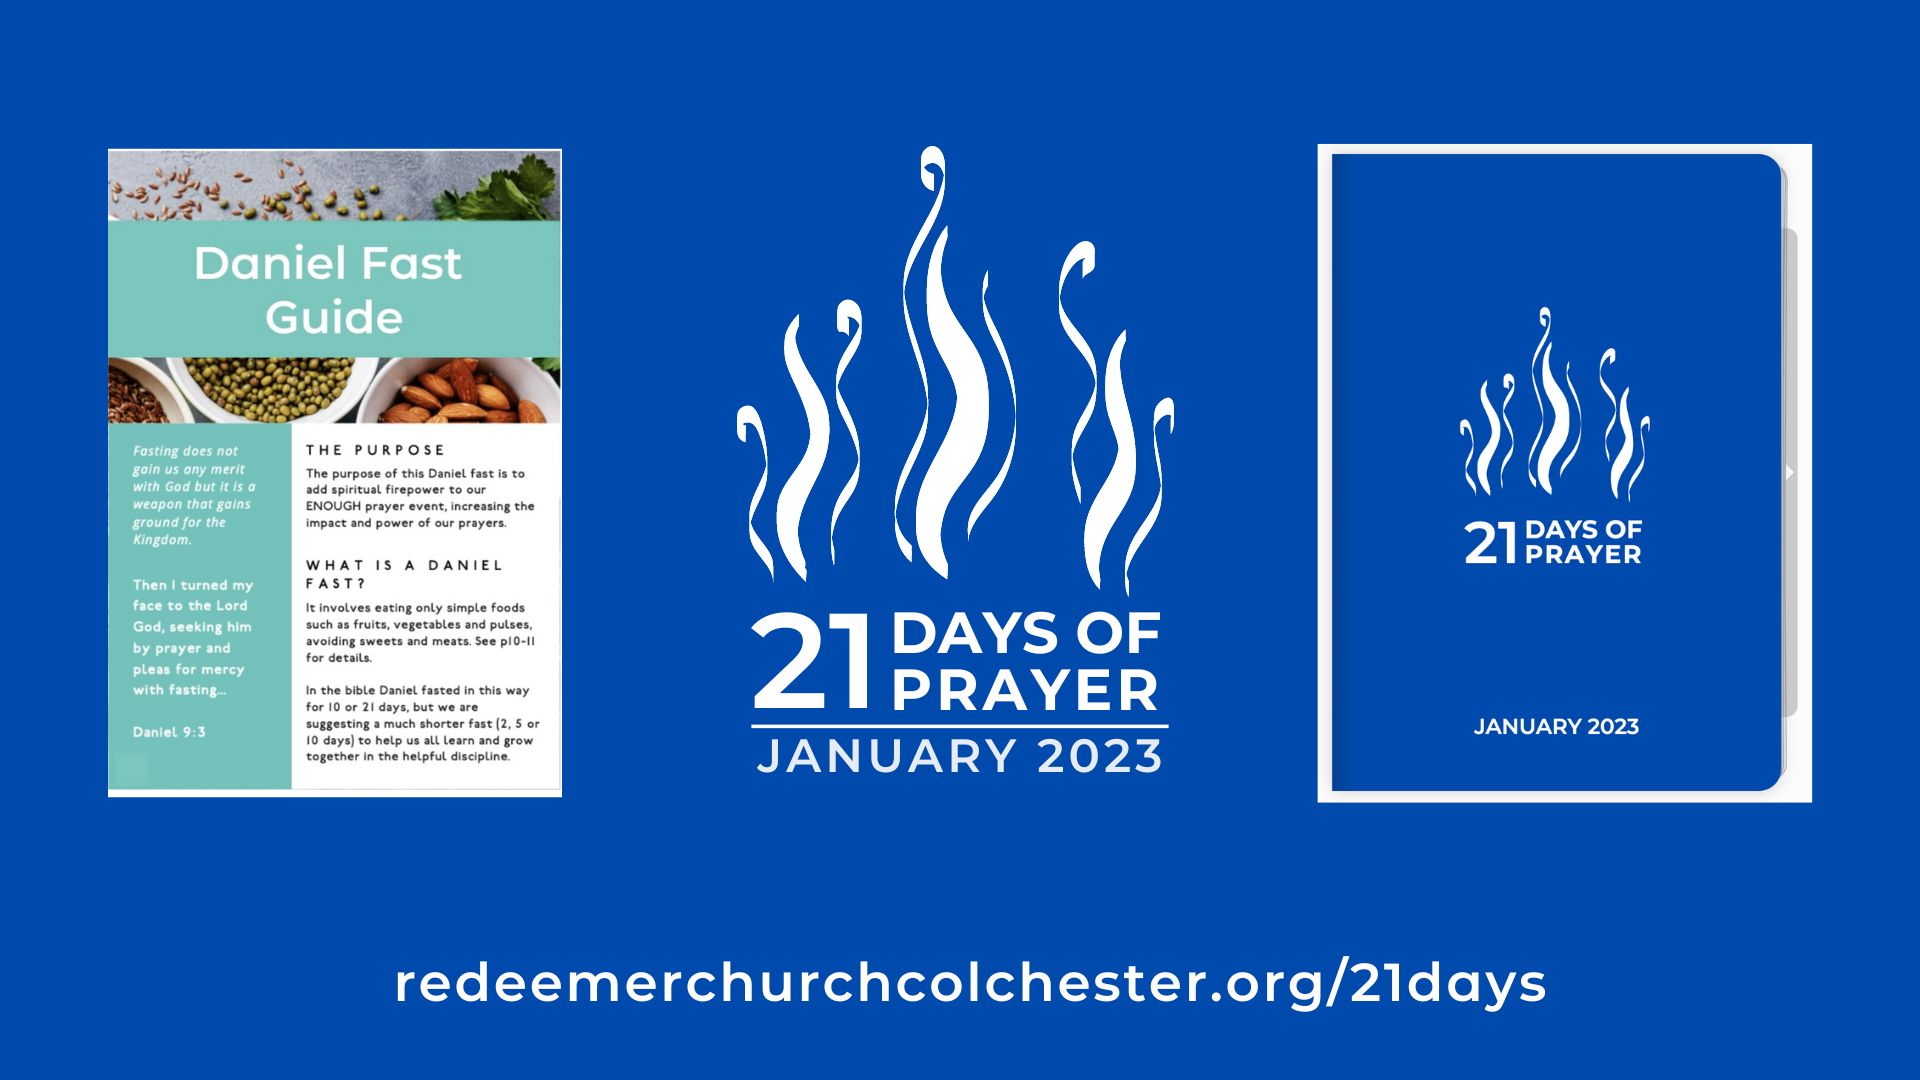 Daniel Fast
Guide
Fasting does not
gain us any merit
with God but it is a
weapon that gains
ground for the
Kingdom.
Then I turned my
face to the Lord
God, seeking him
by prayer and
pleas for mercy
with fasting...
Daniel 9:3
THE PURPOSE
The purpose of this Daniel fast is to
add spiritual firepower to our
ENOUGH prayer event, increasing the
impact and power of our prayers.
WHAT IS A DANIEL
FAST?
It involves eating only simple foods
such as fruits, vegetables and pulses,
avoiding sweets and meats. See p10-11
for details.
In the bible Daniel fasted in this way
for 10 or 21 days, but we are
suggesting a much shorter fast (2, 5 or
10 days) to help us all learn and grow
together in the helpful discipline.
21 DAYS OF
PRAYER
JANUARY 2023
21 DAYS OF
PRAYER
JANUARY 2023
redeemerchurchcolchester.org/21days